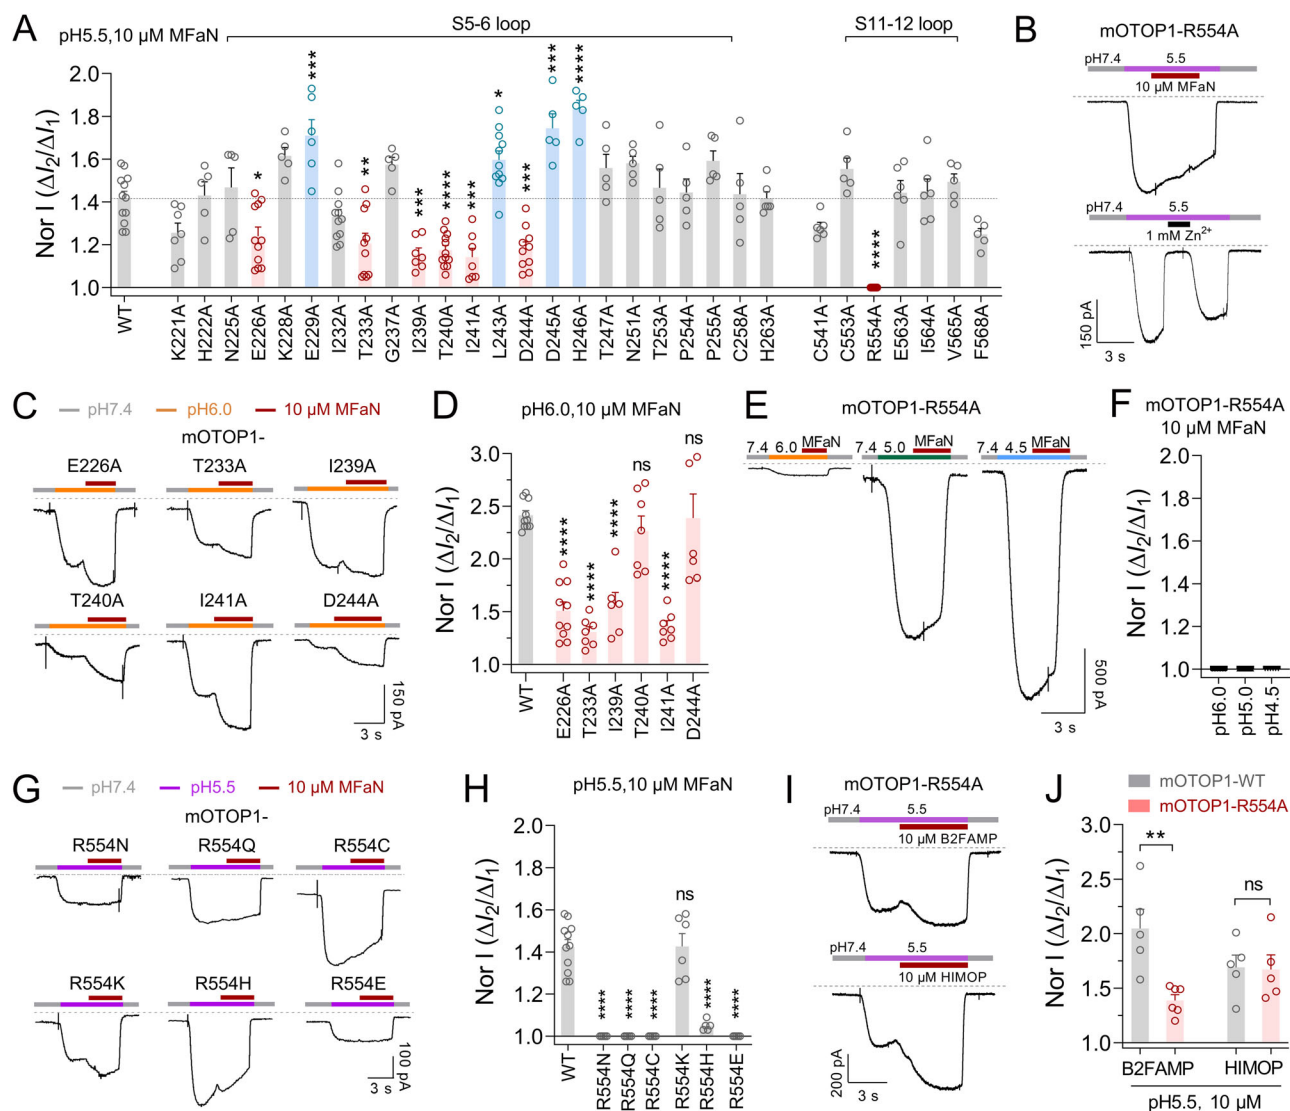 A
pH5.5,10 µM MFaN
S5-6 loop
S11-12 loop
Nor I (ΔI2/ΔI1)
2.0
1.8
1.6
1.4
1.2
1.0
*
***
**
***
****
***
*
***
***
****
****
WT
K221A
H222A
N225A
E226A
K228A
E229A
I232A
T233A
G237A
I239A
T240A
I241A
L243A
D244A
D245A
H246A
T247A
N251A
T253A
P254A
P255A
C258A
H263A
C541A
C553A
R554A
E563A
I564A
V565A
F568A
B
mOTOP1-R554A
pH7.4 5.5
10 µM MFaN
pH7.4 5.5
1 mM Zn²⁺
150 pA
3 s
C
pH7.4 pH6.0 10 µM MFaN
mOTOP1-
E226A T233A I239A
T240A I241A D244A
150 pA
3 s
D
pH6.0,10 µM MFaN
Nor I (ΔI2/ΔI1)
3.0
2.5
2.0
1.5
1.0
****
****
****
ns
****
ns
WT
E226A
T233A
I239A
T240A
I241A
D244A
E
mOTOP1-R554A
7.4 6.0 MFaN
7.4 5.0 MFaN
7.4 4.5 MFaN
500 pA
3 s
F
mOTOP1-R554A
10 µM MFaN
Nor I (ΔI2/ΔI1)
2.0
1.8
1.6
1.4
1.2
1.0
pH6.0
pH5.0
pH4.5
G
pH7.4 pH5.5 10 µM MFaN
mOTOP1-
R554N R554Q R554C
R554K R554H R554E
100 pA
3 s
H
pH5.5,10 µM MFaN
Nor I (ΔI2/ΔI1)
2.0
1.8
1.6
1.4
1.2
1.0
****
****
****
ns
****
****
WT
R554N
R554Q
R554C
R554K
R554H
R554E
I
mOTOP1-R554A
pH7.4 5.5
10 µM B2FAMP
pH7.4 5.5
10 µM HIMOP
200 pA
3 s
J
mOTOP1-WT
mOTOP1-R554A
Nor I (ΔI2/ΔI1)
3.0
2.5
2.0
1.5
1.0
**
ns
B2FAMP HIMOP
pH5.5, 10 µM